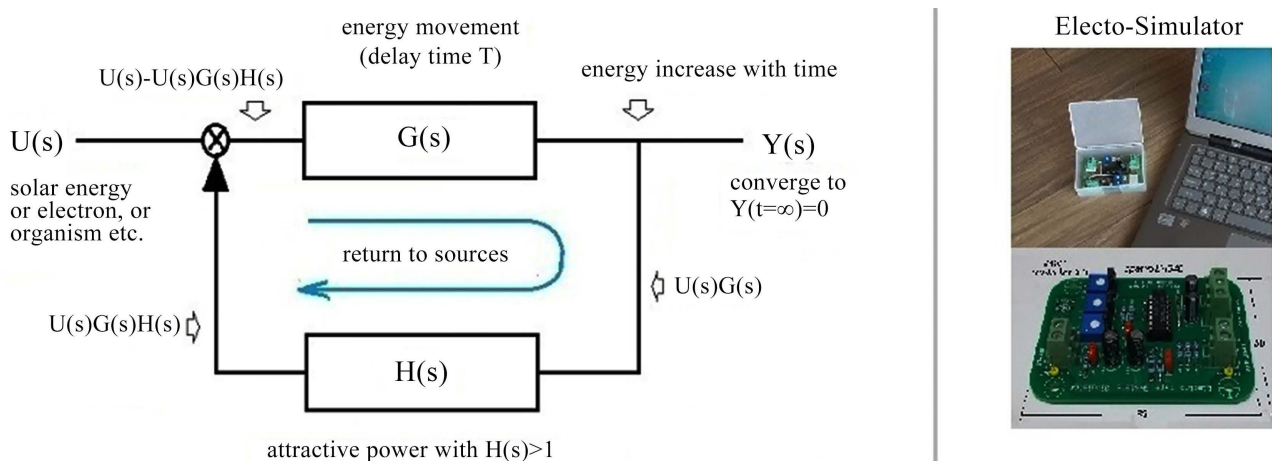 energy movement
(delay time T)
U(s)-U(s)G(s)H(s)
energy increase with time
U(s)
G(s)
Y(s)
solar energy
or electron, or
organism etc.
converge to
Y(t=∞)=0
return to sources
U(s)G(s)
U(s)G(s)H(s)
H(s)
attractive power with H(s)>1
Electo-Simulator